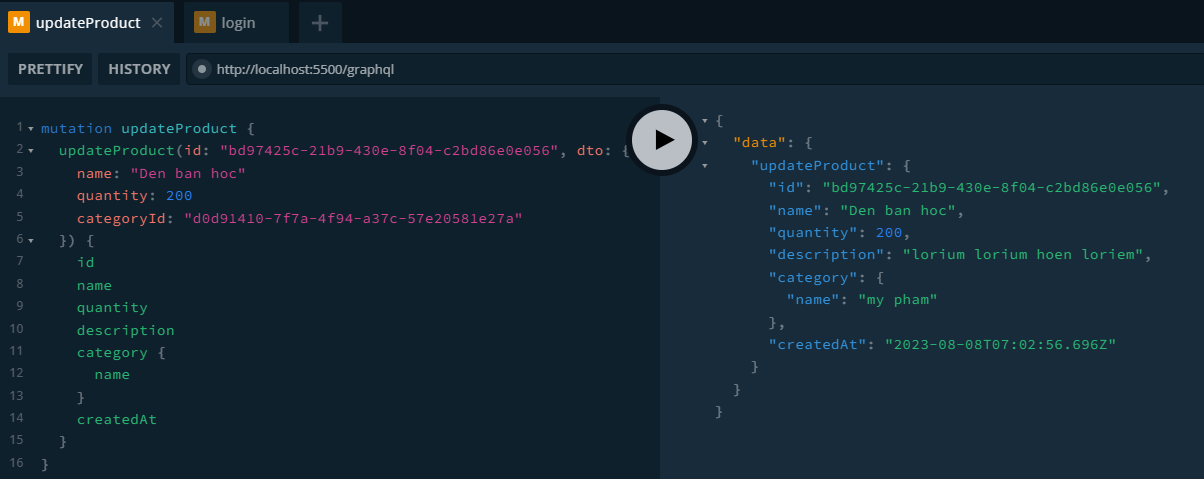 M updateProduct × M login +
PRETTIFY HISTORY http://localhost:5500/graphql
1 mutation updateProduct {
2 updateProduct(id: "bd97425c-21b9-430e-8f04-c2bd86e0e056", dto: {
3 name: "Den ban hoc"
4 quantity: 200
5 categoryId: "d0d91410-7f7a-4f94-a37c-57e20581e27a"
6 }) {
7 id
8 name
9 quantity
10 description
11 category {
12 name
13 }
14 createdAt
15 }
16 }
{
"data": {
"updateProduct": {
"id": "bd97425c-21b9-430e-8f04-c2bd86e0e056",
"name": "Den ban hoc",
"quantity": 200,
"description": "lorium lorium hoen loriem",
"category": {
"name": "my pham"
},
"createdAt": "2023-08-08T07:02:56.696Z"
}
}
}